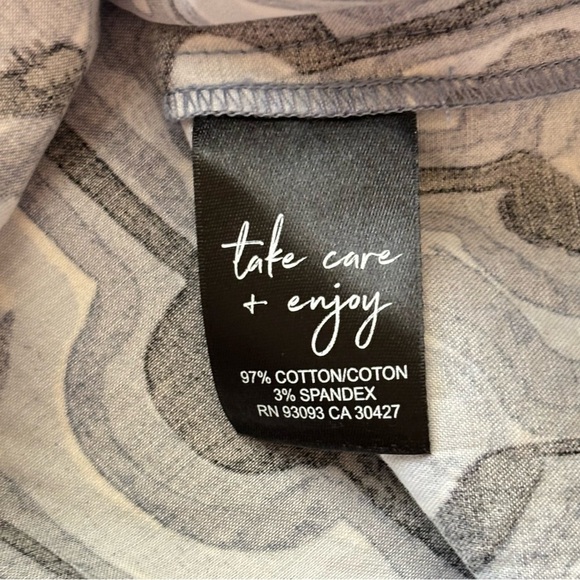 take care
+ enjoy
97% COTTON/COTON
3% SPANDEX
RN 93093 CA 30427